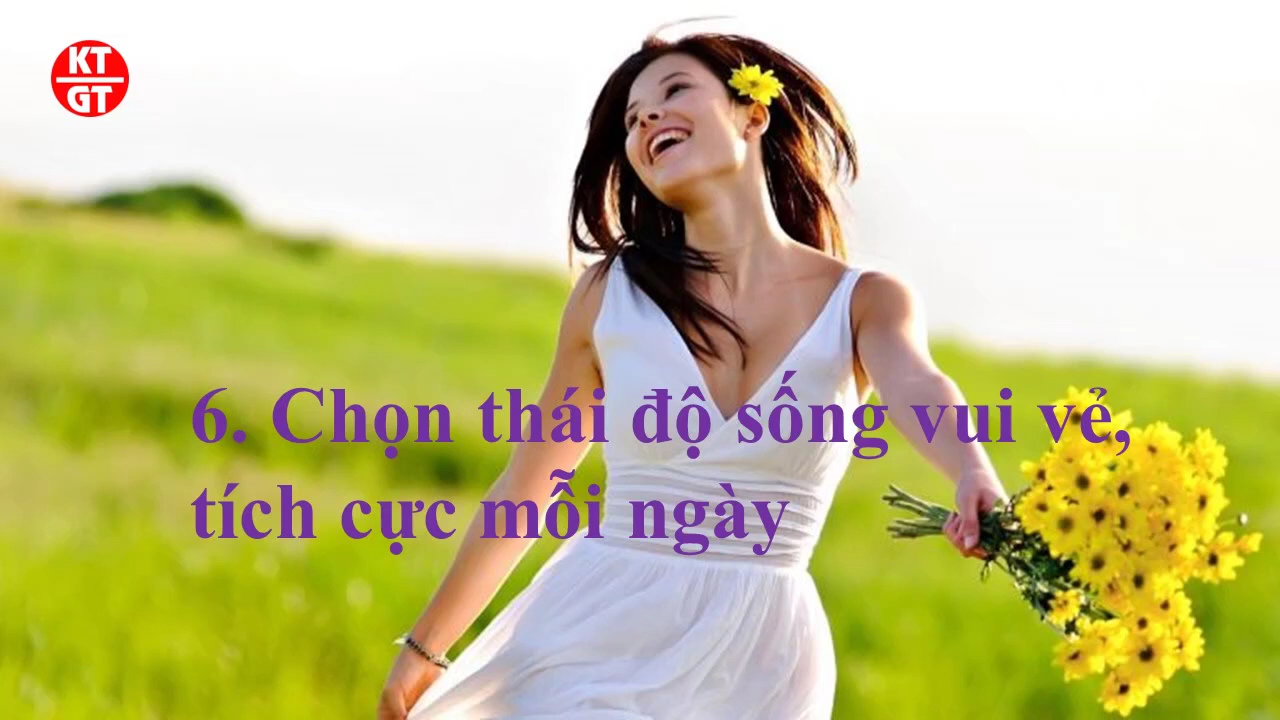 KT
GT
6. Chọn thái độ sống vui vẻ,
tích cực mỗi ngày